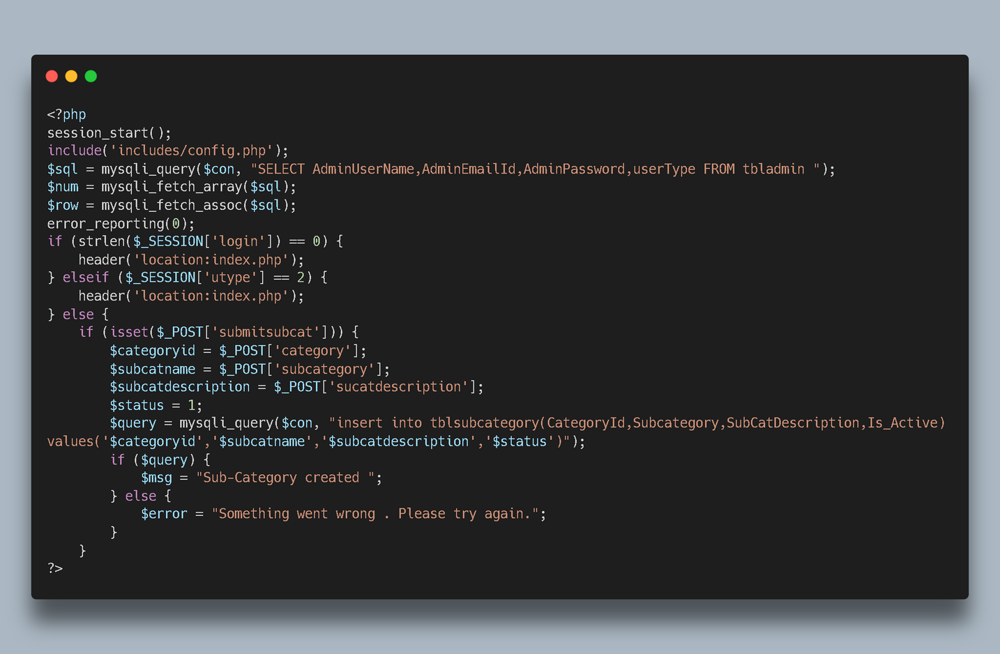 <?php
session_start();
include('includes/config.php');
$sql = mysqli_query($con, "SELECT AdminUserName,AdminEmailId,AdminPassword,userType FROM tbladmin ");
$num = mysqli_fetch_array($sql);
$row = mysqli_fetch_assoc($sql);
error_reporting(0);
if (strlen($_SESSION['login']) == 0) {
    header('location:index.php');
} elseif ($_SESSION['utype'] == 2) {
    header('location:index.php');
} else {
    if (isset($_POST['submitsubcat'])) {
        $categoryid = $_POST['category'];
        $subcatname = $_POST['subcategory'];
        $subcatdescription = $_POST['sucatdescription'];
        $status = 1;
        $query = mysqli_query($con, "insert into tblsubcategory(CategoryId,Subcategory,SubCatDescription,Is_Active)
values('$categoryid','$subcatname','$subcatdescription','$status')");
        if ($query) {
            $msg = "Sub-Category created ";
        } else {
            $error = "Something went wrong . Please try again.";
        }
    }
?>